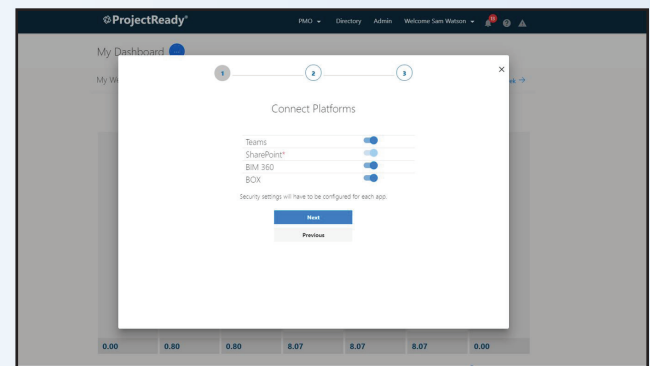 ProjectReady®
PMO Directory Admin Welcome Sam Watson
My Dashboard
My We
1 2 3
Connect Platforms
Teams
SharePoint*
BIM 360
BOX
Security settings will have to be configured for each app.
Next
Previous
0.00 0.80 0.80 8.07 8.07 8.07 0.00